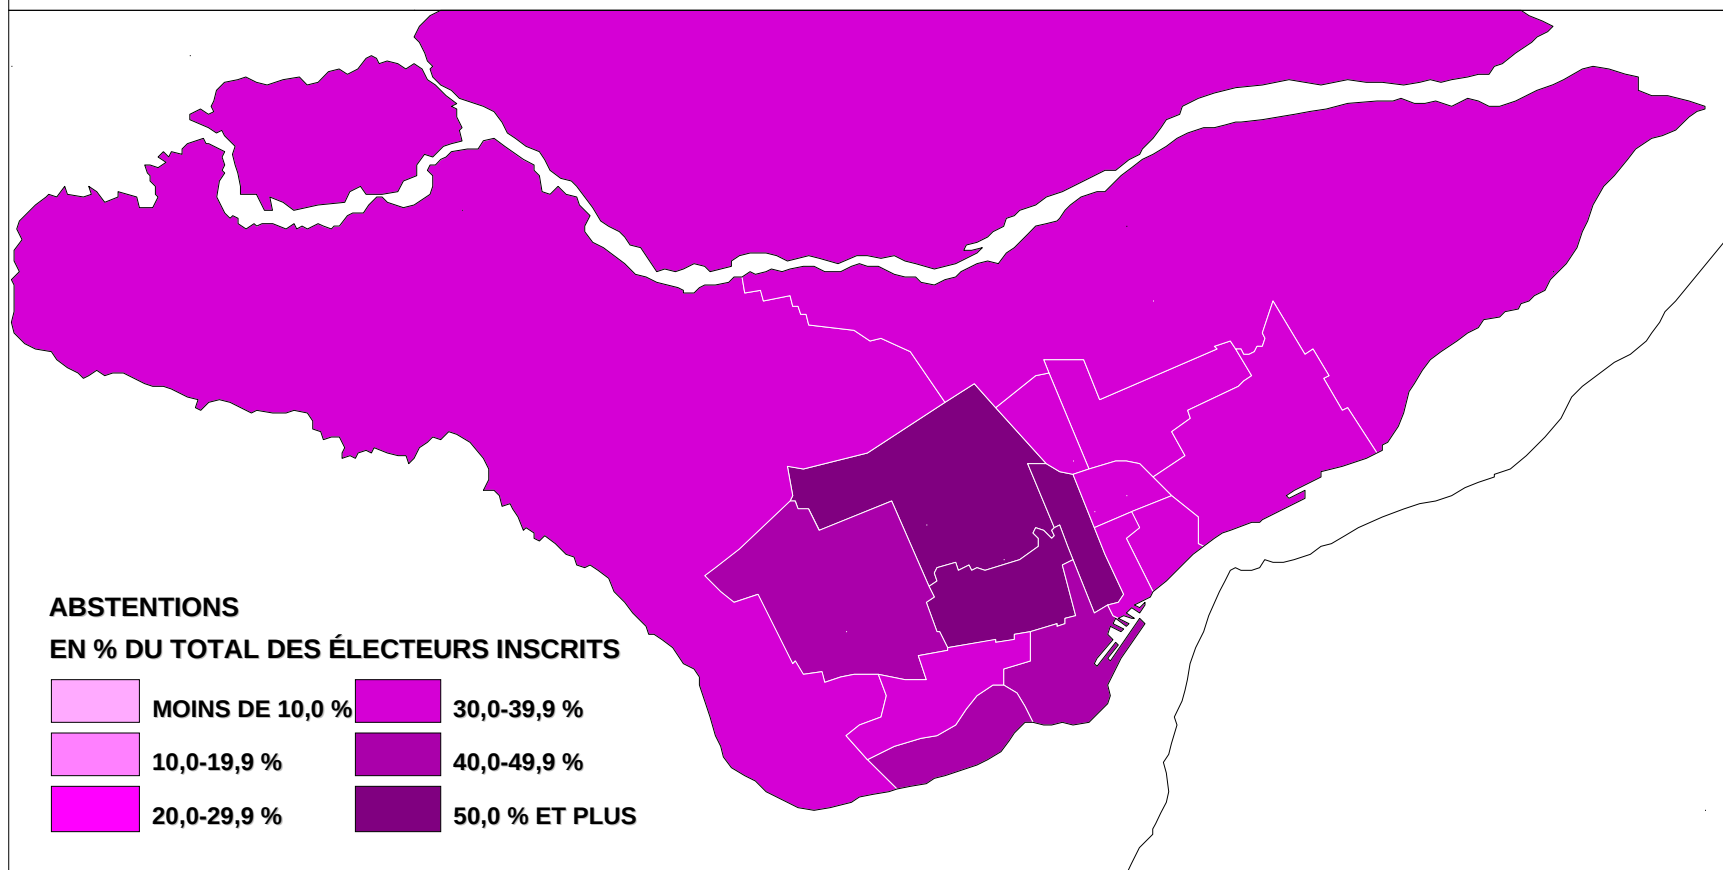 ABSTENTIONS
EN % DU TOTAL DES ÉLECTEURS INSCRITS
MOINS DE 10,0 %
10,0-19,9 %
20,0-29,9 %
30,0-39,9 %
40,0-49,9 %
50,0 % ET PLUS